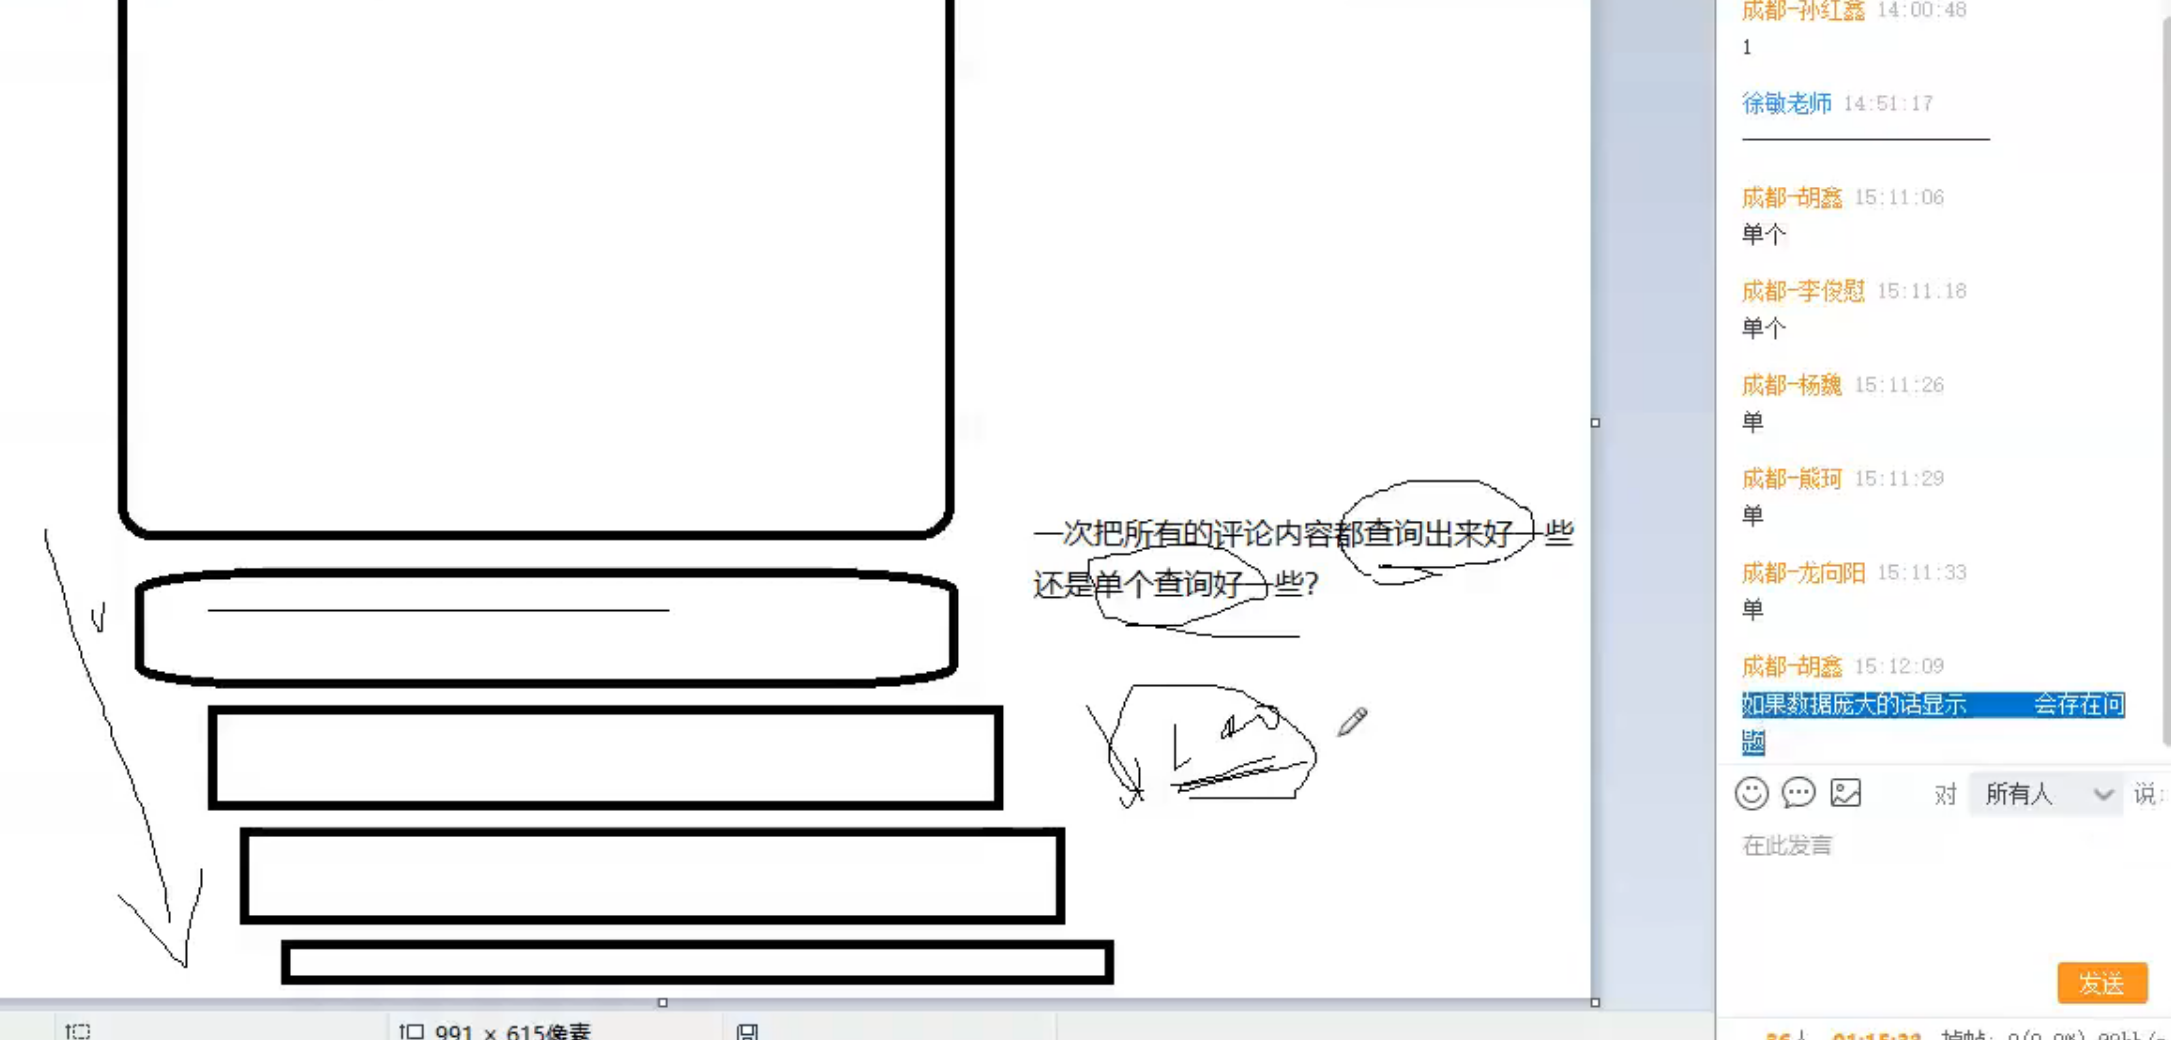 一次把所有的评论内容都查询出来好一些
还是单个查询好一些?
991 × 615像素
成都-孙红鑫 14:00:48
1
徐敏老师 14:51:17
成都-胡鑫 15:11:06
单个
成都-李俊慰 15:11:18
单个
成都-杨魏 15:11:26
单
成都-熊珂 15:11:29
单
成都-龙向阳 15:11:33
单
成都-胡鑫 15:12:09
如果数据庞大的话显示 会存在问
题
对 所有人 说:
在此发言
发送